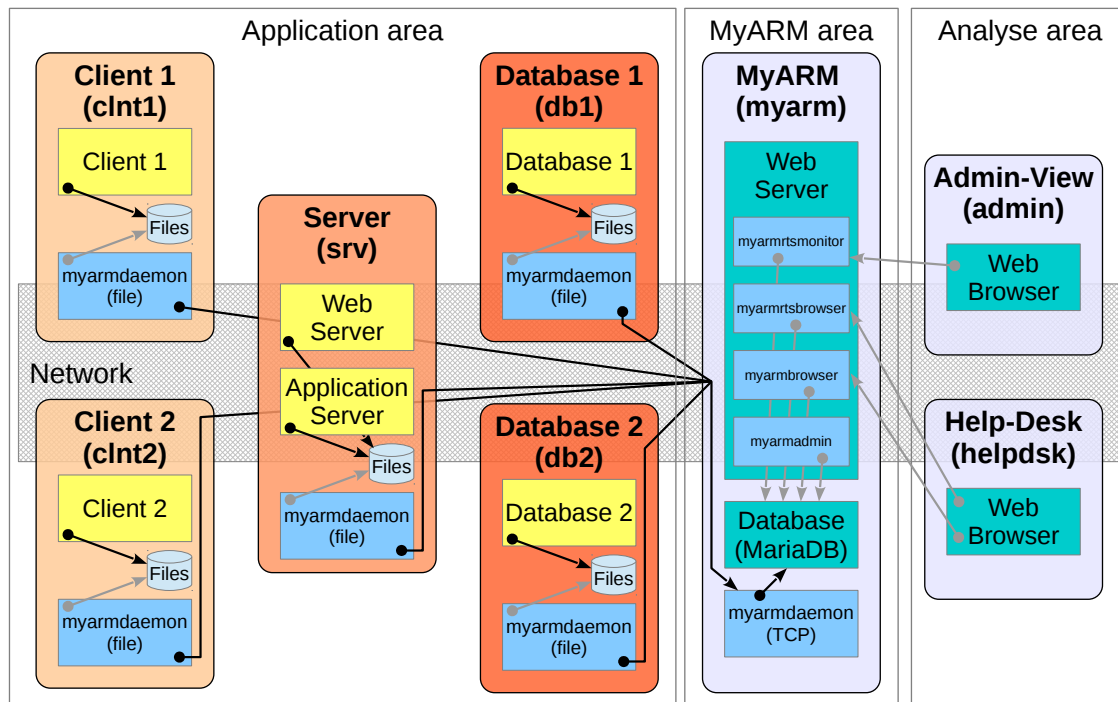 Application area
MyARM area
Analyse area
Client 1
(clnt1)
Client 1
Files
myarmdaemon
(file)
Server
(srv)
Web
Server
Application
Server
Files
myarmdaemon
(file)
Database 1
(db1)
Database 1
Files
myarmdaemon
(file)
Network
Client 2
(clnt2)
Client 2
Files
myarmdaemon
(file)
Database 2
(db2)
Database 2
Files
myarmdaemon
(file)
MyARM
(myarm)
Web
Server
myarmrtsmonitor
myarmrtsbrowser
myarmbrowser
myarmadmin
Database
(MariaDB)
myarmdaemon
(TCP)
Admin-View
(admin)
Web
Browser
Help-Desk
(helpdsk)
Web
Browser